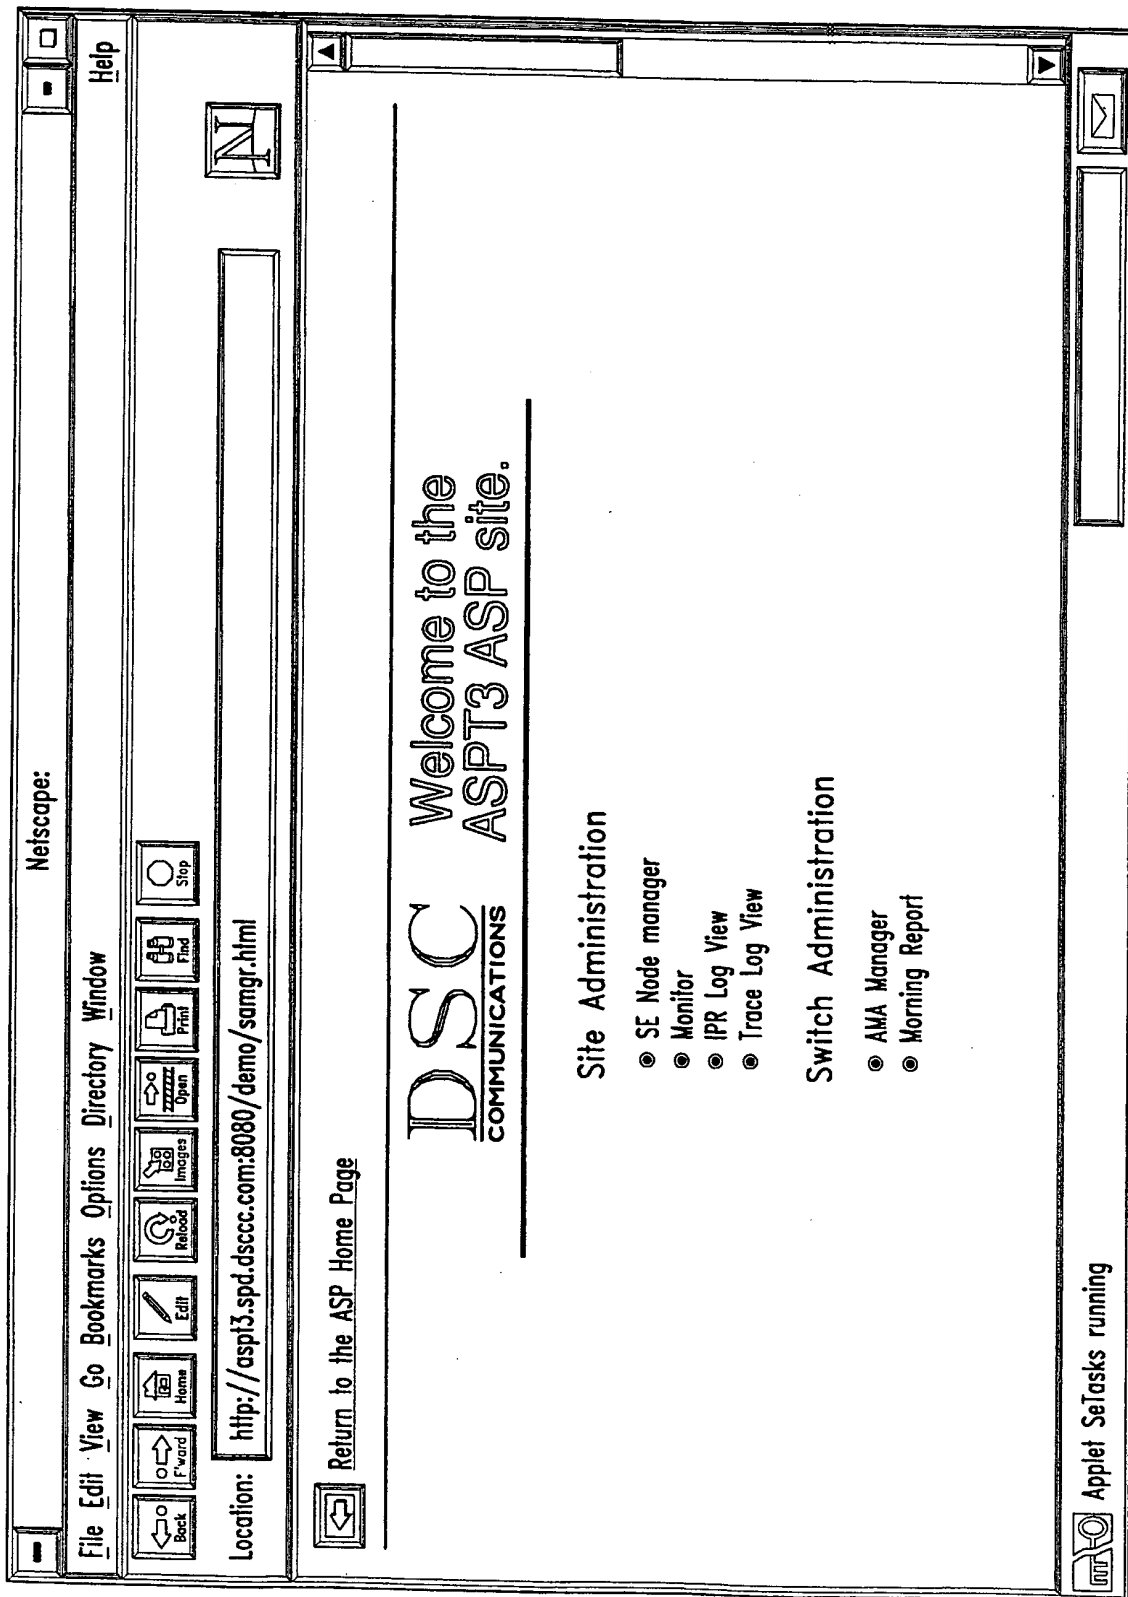 Netscape:
File Edit View Go Bookmarks Options Directory Window Help
Back F'ward Home Edit Reload Images Open Print Find Stop
Location: http://aspt3.spd.dsccc.com:8080/demo/samgr.html
N
Return to the ASP Home Page
DSC
COMMUNICATIONS
Welcome to the
ASPT3 ASP site.
Site Administration
SE Node manager
Monitor
IPR Log View
Trace Log View
Switch Administration
AMA Manager
Morning Report
Applet SeTasks running